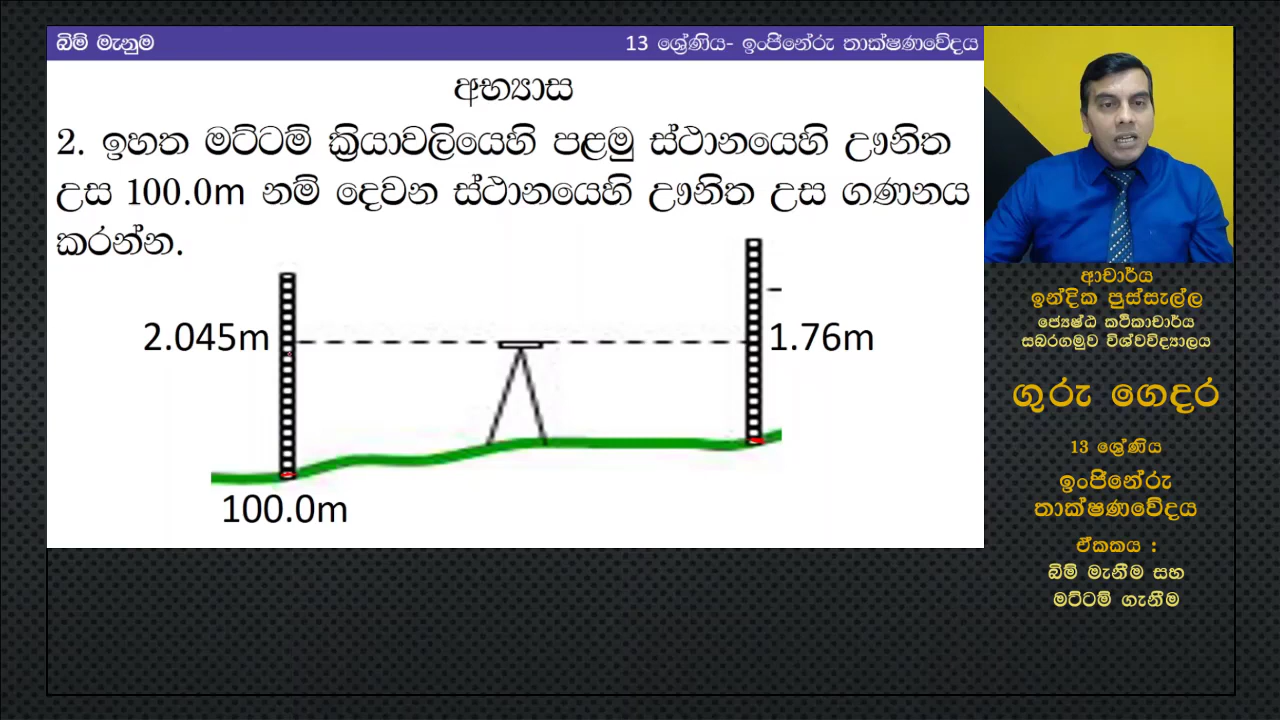 බිම් මැනුම
13 ශ්‍රේණිය- ඉංජිනේරු තාක්ෂණවේදය
අභ්‍යාස
2. ඉහත මට්ටම් ක්‍රියාවලියෙහි පළමු ස්ථානයෙහි ඌනිත
උස 100.0m නම් දෙවන ස්ථානයෙහි ඌනිත උස ගණනය
කරන්න.
2.045m
1.76m
100.0m
ආචාර්ය
ඉන්දික පුස්සැල්ල
ජ්‍යෙෂ්ඨ කථිකාචාර්ය
සබරගමුව විශ්වවිද්‍යාලය
ගුරු ගෙදර
13 ශ්‍රේණිය
ඉංජිනේරු
තාක්ෂණවේදය
ඒකකය :
බිම් මැනීම සහ
මට්ටම් ගැනීම